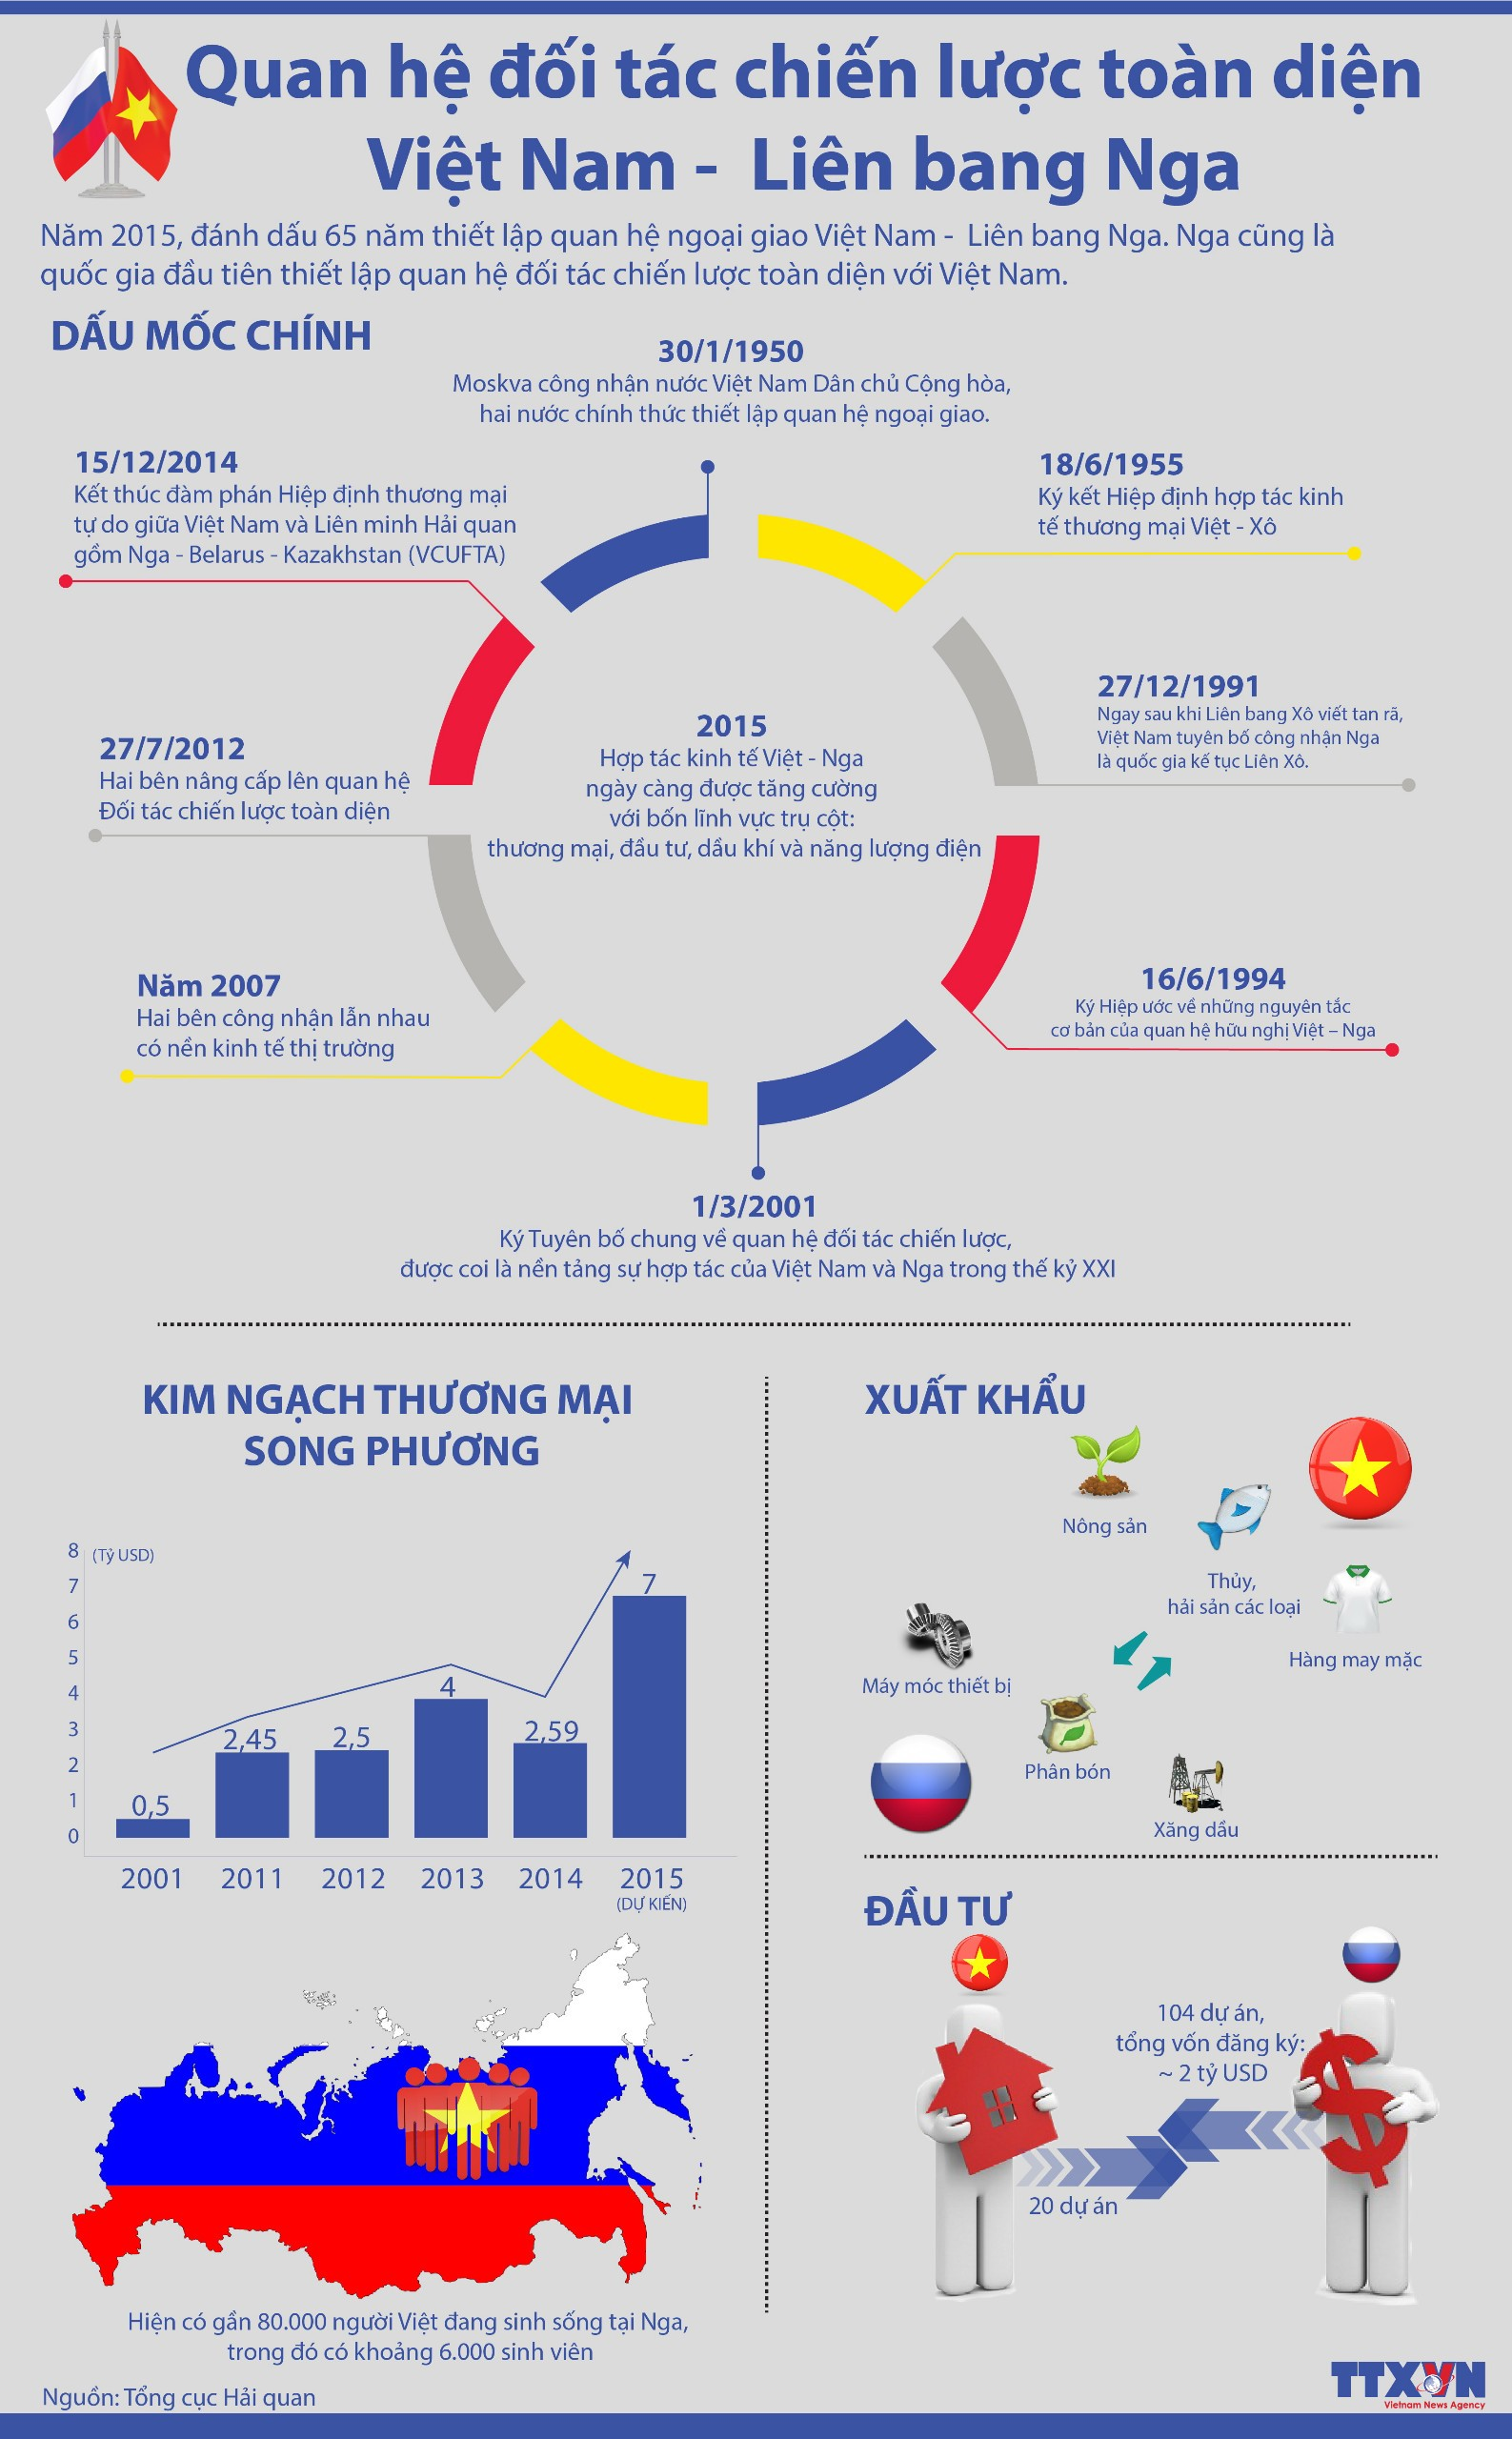 Quan hệ đối tác chiến lược toàn diện
Việt Nam - Liên bang Nga
Năm 2015, đánh dấu 65 năm thiết lập quan hệ ngoại giao Việt Nam - Liên bang Nga. Nga cũng là
quốc gia đầu tiên thiết lập quan hệ đối tác chiến lược toàn diện với Việt Nam.
DẤU MỐC CHÍNH
30/1/1950
Moskva công nhận nước Việt Nam Dân chủ Cộng hòa,
hai nước chính thức thiết lập quan hệ ngoại giao.
18/6/1955
Ký kết Hiệp định hợp tác kinh
tế thương mại Việt - Xô
27/12/1991
Ngay sau khi Liên bang Xô viết tan rã,
Việt Nam tuyên bố công nhận Nga
là quốc gia kế tục Liên Xô.
16/6/1994
Ký Hiệp ước về những nguyên tắc
cơ bản của quan hệ hữu nghị Việt – Nga
1/3/2001
Ký Tuyên bố chung về quan hệ đối tác chiến lược,
được coi là nền tảng sự hợp tác của Việt Nam và Nga trong thế kỷ XXI
Năm 2007
Hai bên công nhận lẫn nhau
có nền kinh tế thị trường
27/7/2012
Hai bên nâng cấp lên quan hệ
Đối tác chiến lược toàn diện
15/12/2014
Kết thúc đàm phán Hiệp định thương mại
tự do giữa Việt Nam và Liên minh Hải quan
gồm Nga - Belarus - Kazakhstan (VCUFTA)
2015
Hợp tác kinh tế Việt - Nga
ngày càng được tăng cường
với bốn lĩnh vực trụ cột:
thương mại, đầu tư, dầu khí và năng lượng điện
KIM NGẠCH THƯƠNG MẠI
SONG PHƯƠNG
(Tỷ USD)
8
7
6
5
4
3
2
1
0
0,5
2,45
2,5
4
2,59
7
2001
2011
2012
2013
2014
2015
(DỰ KIẾN)
Hiện có gần 80.000 người Việt đang sinh sống tại Nga,
trong đó có khoảng 6.000 sinh viên
XUẤT KHẨU
Nông sản
Thủy,
hải sản các loại
Hàng may mặc
Máy móc thiết bị
Phân bón
Xăng dầu
ĐẦU TƯ
104 dự án,
tổng vốn đăng ký:
~ 2 tỷ USD
20 dự án
Nguồn: Tổng cục Hải quan
TTXVN
Vietnam News Agency